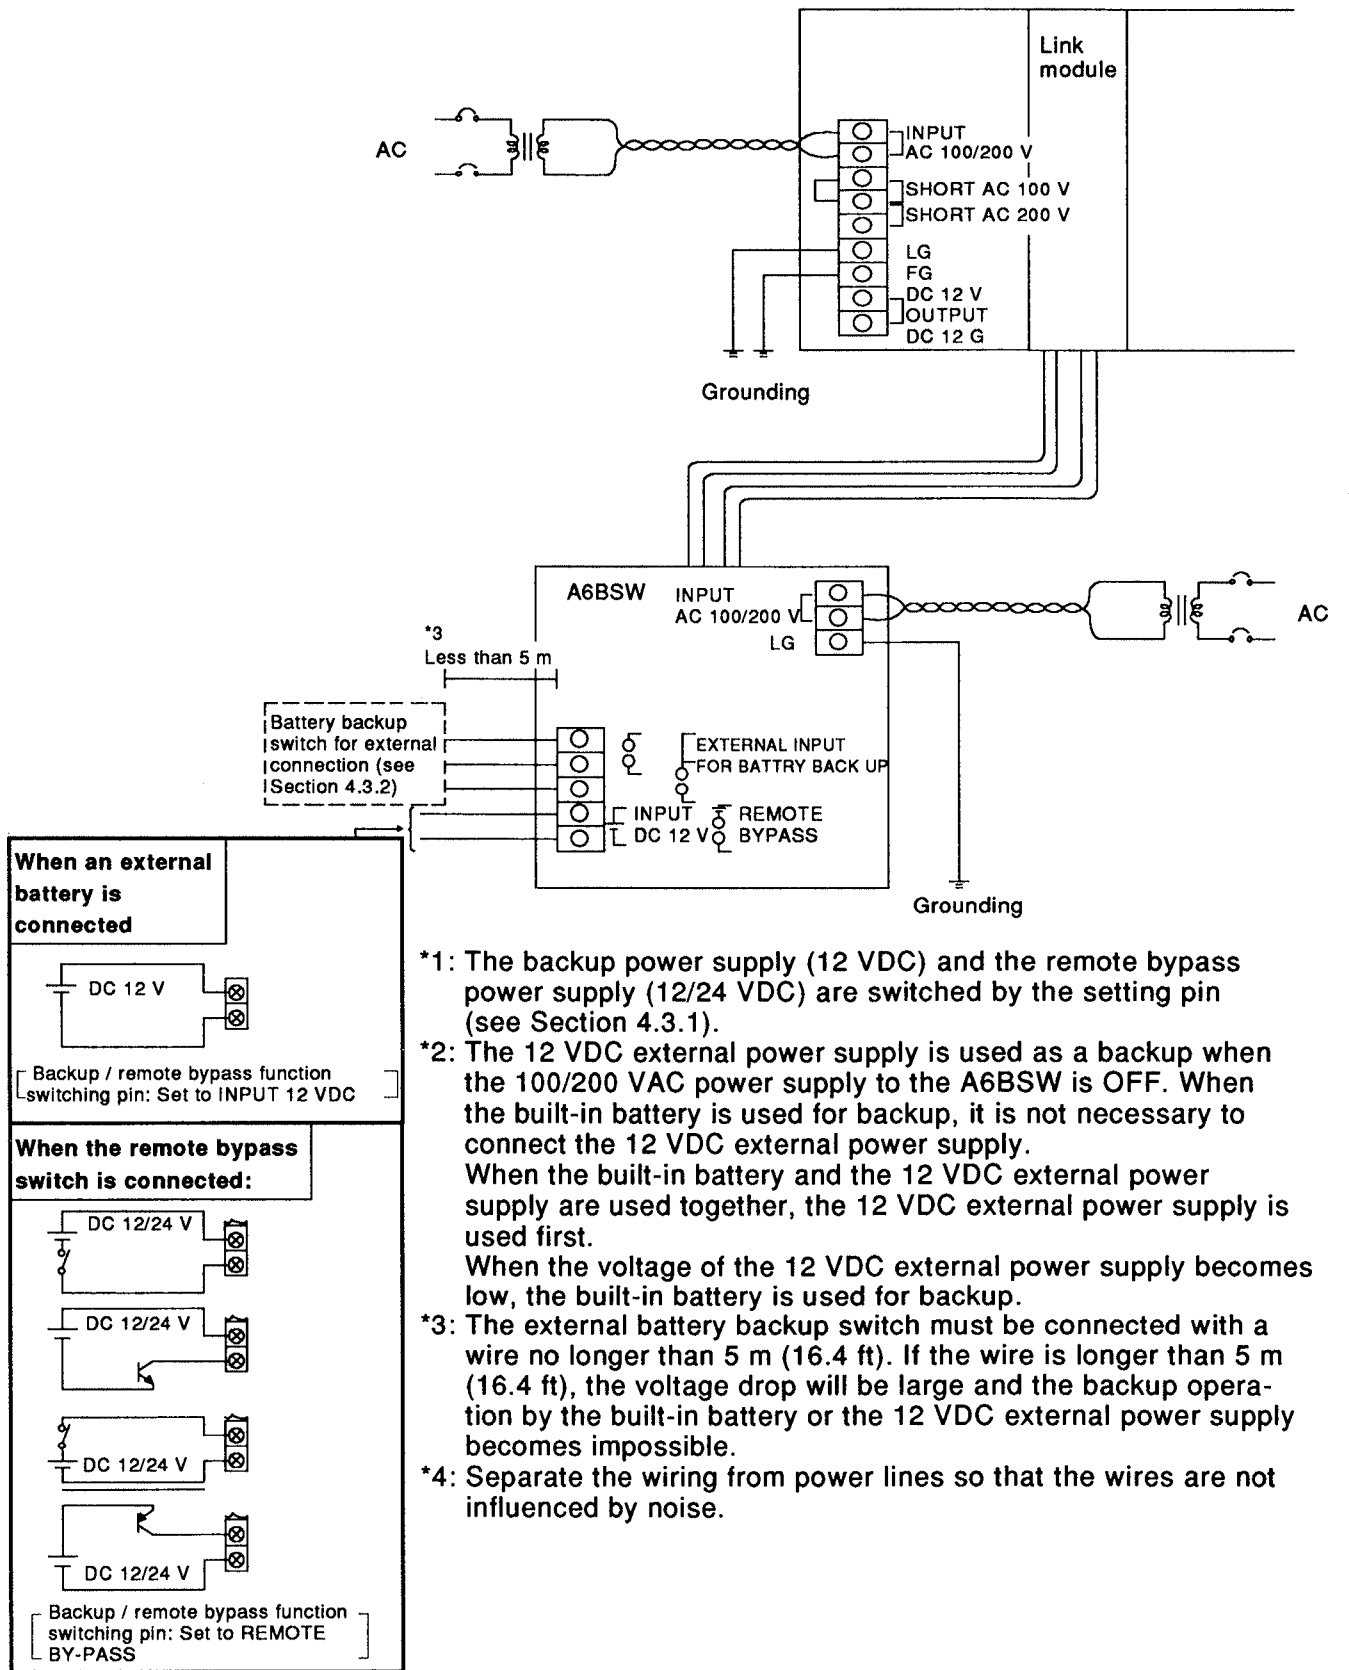 Link
module
AC
INPUT
AC 100/200 V
SHORT AC 100 V
SHORT AC 200 V
LG
FG
DC 12 V
OUTPUT
DC 12 G
Grounding
A6BSW
INPUT
AC 100/200 V
LG
AC
*3
Less than 5 m
Battery backup
switch for external
connection (see
Section 4.3.2)
EXTERNAL INPUT
FOR BATTRY BACK UP
INPUT
DC 12 V
REMOTE
BYPASS
Grounding
When an external
battery is
connected
DC 12 V
Backup / remote bypass function
switching pin: Set to INPUT 12 VDC
When the remote bypass
switch is connected:
DC 12/24 V
DC 12/24 V
DC 12/24 V
DC 12/24 V
Backup / remote bypass function
switching pin: Set to REMOTE
BY-PASS
*1: The backup power supply (12 VDC) and the remote bypass
power supply (12/24 VDC) are switched by the setting pin
(see Section 4.3.1).
*2: The 12 VDC external power supply is used as a backup when
the 100/200 VAC power supply to the A6BSW is OFF. When
the built-in battery is used for backup, it is not necessary to
connect the 12 VDC external power supply.
When the built-in battery and the 12 VDC external power
supply are used together, the 12 VDC external power supply is
used first.
When the voltage of the 12 VDC external power supply becomes
low, the built-in battery is used for backup.
*3: The external battery backup switch must be connected with a
wire no longer than 5 m (16.4 ft). If the wire is longer than 5 m
(16.4 ft), the voltage drop will be large and the backup opera-
tion by the built-in battery or the 12 VDC external power supply
becomes impossible.
*4: Separate the wiring from power lines so that the wires are not
influenced by noise.